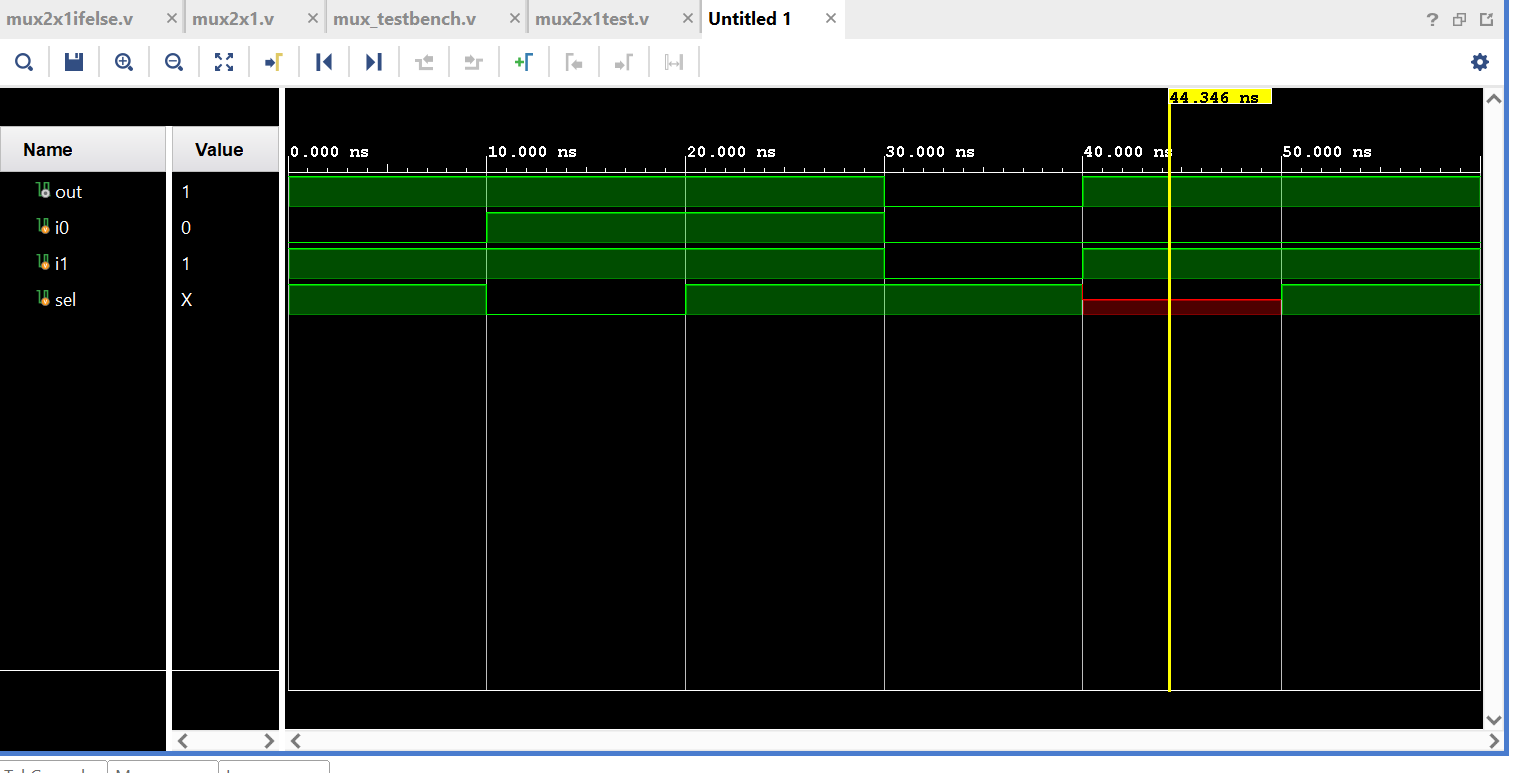 mux2x1ifelse.v × mux2x1.v × mux_testbench.v × mux2x1test.v × Untitled 1 × ?
44.346 ns
Name Value
0.000 ns 10.000 ns 20.000 ns 30.000 ns 40.000 ns 50.000 ns
out 1
i0 0
i1 1
sel X